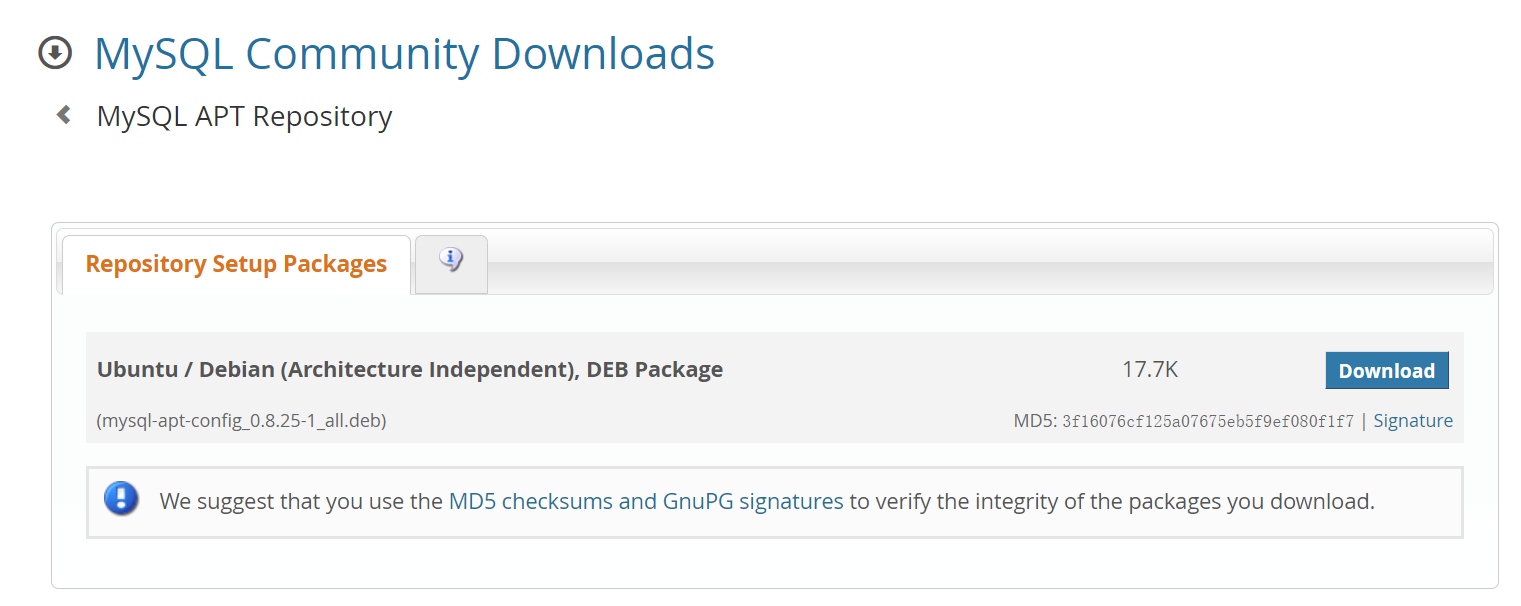 MySQL Community Downloads
MySQL APT Repository
Repository Setup Packages
Ubuntu / Debian (Architecture Independent), DEB Package 17.7K Download
(mysql-apt-config_0.8.25-1_all.deb) MD5: 3f16076cf125a07675eb5f9ef080f1f7 | Signature
We suggest that you use the MD5 checksums and GnuPG signatures to verify the integrity of the packages you download.